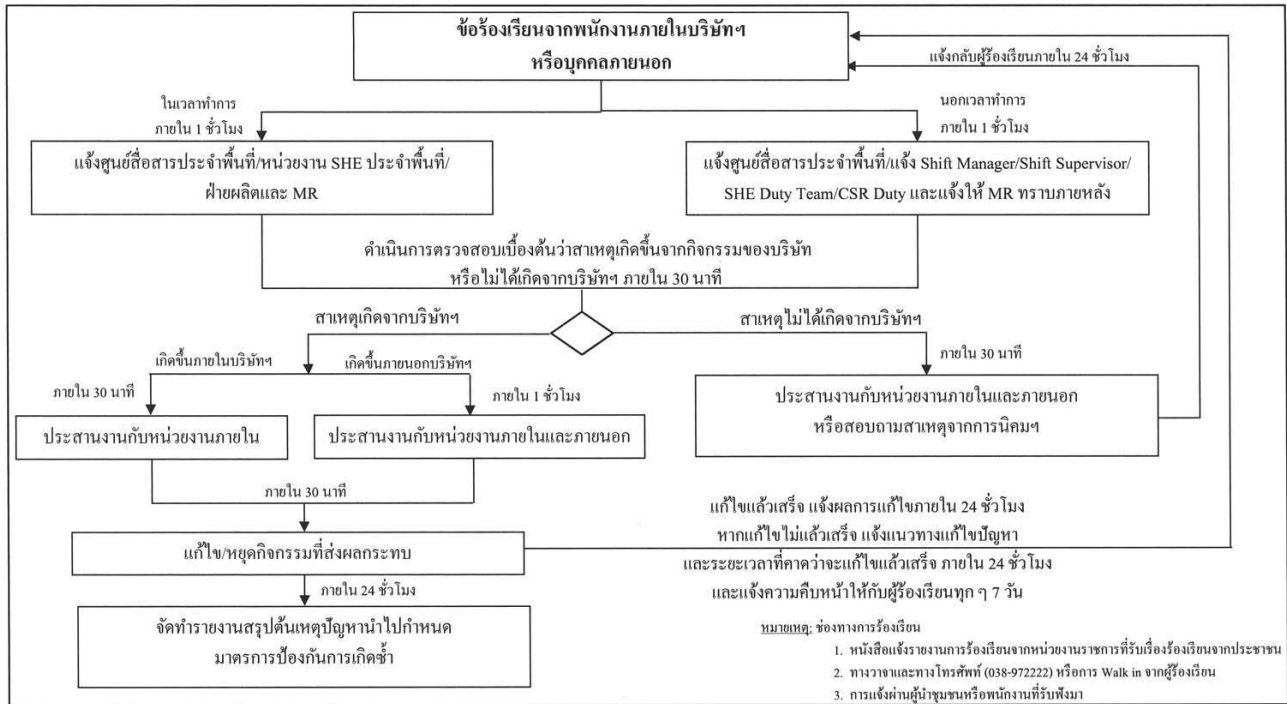 ข้อร้องเรียนจากพนักงานภายในบริษัทฯ
หรือบุคคลภายนอก
แจ้งกลับผู้ร้องเรียนภายใน 24 ชั่วโมง
ในเวลาทำการ
ภายใน 1 ชั่วโมง
นอกเวลาทำการ
ภายใน 1 ชั่วโมง
แจ้งศูนย์สื่อสารประจำพื้นที่/หน่วยงาน SHE ประจำพื้นที่/
ฝ่ายผลิตและ MR
แจ้งศูนย์สื่อสารประจำพื้นที่/แจ้ง Shift Manager/Shift Supervisor/
SHE Duty Team/CSR Duty และแจ้งให้ MR ทราบภายหลัง
ดำเนินการตรวจสอบเบื้องต้นว่าสาเหตุเกิดขึ้นจากกิจกรรมของบริษัท
หรือไม่ได้เกิดจากบริษัทฯ ภายใน 30 นาที
สาเหตุเกิดจากบริษัทฯ
สาเหตุไม่ได้เกิดจากบริษัทฯ
เกิดขึ้นภายในบริษัทฯ
เกิดขึ้นภายนอกบริษัทฯ
ภายใน 30 นาที
ภายใน 30 นาที
ภายใน 1 ชั่วโมง
ประสานงานกับหน่วยงานภายในและภายนอก
หรือสอบถามสาเหตุจากการนิคมฯ
ประสานงานกับหน่วยงานภายใน
ประสานงานกับหน่วยงานภายในและภายนอก
ภายใน 30 นาที
แก้ไขแล้วเสร็จ แจ้งผลการแก้ไขภายใน 24 ชั่วโมง
หากแก้ไขไม่แล้วเสร็จ แจ้งแนวทางแก้ไขปัญหา
และระยะเวลาที่คาดว่าจะแก้ไขแล้วเสร็จ ภายใน 24 ชั่วโมง
และแจ้งความคืบหน้าให้กับผู้ร้องเรียนทุก ๆ 7 วัน
แก้ไข/หยุดกิจกรรมที่ส่งผลกระทบ
ภายใน 24 ชั่วโมง
จัดทำรายงานสรุปต้นเหตุปัญหานำไปกำหนด
มาตรการป้องกันการเกิดซ้ำ
หมายเหตุ: ช่องทางการร้องเรียน
1. หนังสือแจ้งรายงานการร้องเรียนจากหน่วยงานราชการที่รับเรื่องร้องเรียนจากประชาชน
2. ทางวาจาและทางโทรศัพท์ (038-972222) หรือการ Walk in จากผู้ร้องเรียน
3. การแจ้งผ่านผู้นำชุมชนหรือพนักงานที่รับฟังมา